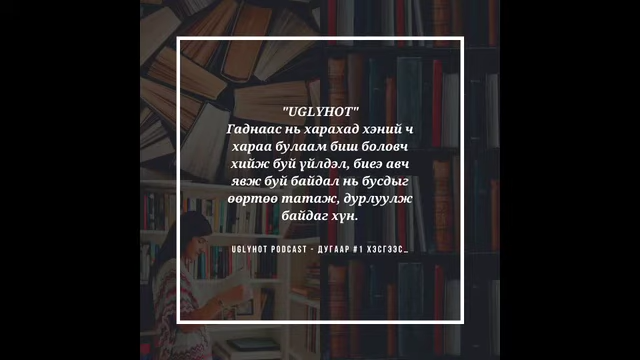 "UGLYHOT"
Гаднаас нь харахад хэний ч
хараа булаам биш боловч
хийж буй үйлдэл, биеэ авч
явж буй байдал нь бусдыг
өөртөө татаж, дурлуулж
байдаг хүн.
UGLYHOT PODCAST - ДУГААР #1 ХЭСГЭЭС...